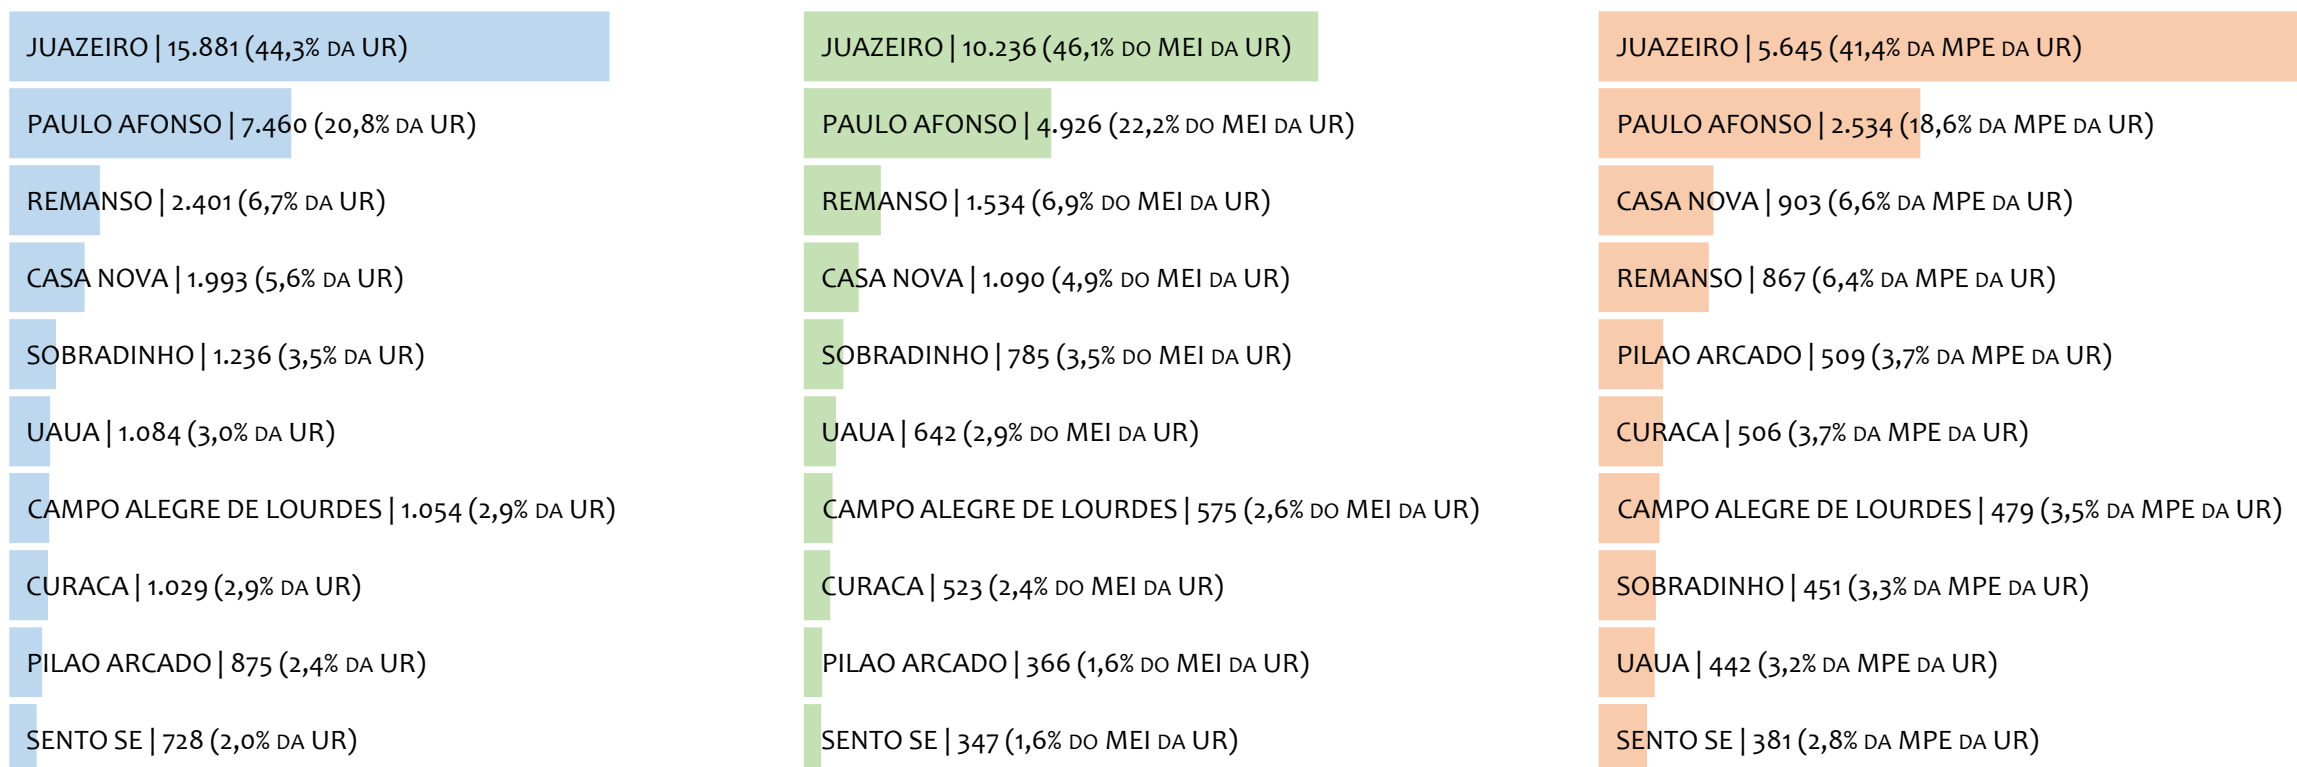 JUAZEIRO | 15.881 (44,3% DA UR)
PAULO AFONSO | 7.460 (20,8% DA UR)
REMANSO | 2.401 (6,7% DA UR)
CASA NOVA | 1.993 (5,6% DA UR)
SOBRADINHO | 1.236 (3,5% DA UR)
UAUA | 1.084 (3,0% DA UR)
CAMPO ALEGRE DE LOURDES | 1.054 (2,9% DA UR)
CURACA | 1.029 (2,9% DA UR)
PILAO ARCADO | 875 (2,4% DA UR)
SENTO SE | 728 (2,0% DA UR)
JUAZEIRO | 10.236 (46,1% DO MEI DA UR)
PAULO AFONSO | 4.926 (22,2% DO MEI DA UR)
REMANSO | 1.534 (6,9% DO MEI DA UR)
CASA NOVA | 1.090 (4,9% DO MEI DA UR)
SOBRADINHO | 785 (3,5% DO MEI DA UR)
UAUA | 642 (2,9% DO MEI DA UR)
CAMPO ALEGRE DE LOURDES | 575 (2,6% DO MEI DA UR)
CURACA | 523 (2,4% DO MEI DA UR)
PILAO ARCADO | 366 (1,6% DO MEI DA UR)
SENTO SE | 347 (1,6% DO MEI DA UR)
JUAZEIRO | 5.645 (41,4% DA MPE DA UR)
PAULO AFONSO | 2.534 (18,6% DA MPE DA UR)
CASA NOVA | 903 (6,6% DA MPE DA UR)
REMANSO | 867 (6,4% DA MPE DA UR)
PILAO ARCADO | 509 (3,7% DA MPE DA UR)
CURACA | 506 (3,7% DA MPE DA UR)
CAMPO ALEGRE DE LOURDES | 479 (3,5% DA MPE DA UR)
SOBRADINHO | 451 (3,3% DA MPE DA UR)
UAUA | 442 (3,2% DA MPE DA UR)
SENTO SE | 381 (2,8% DA MPE DA UR)